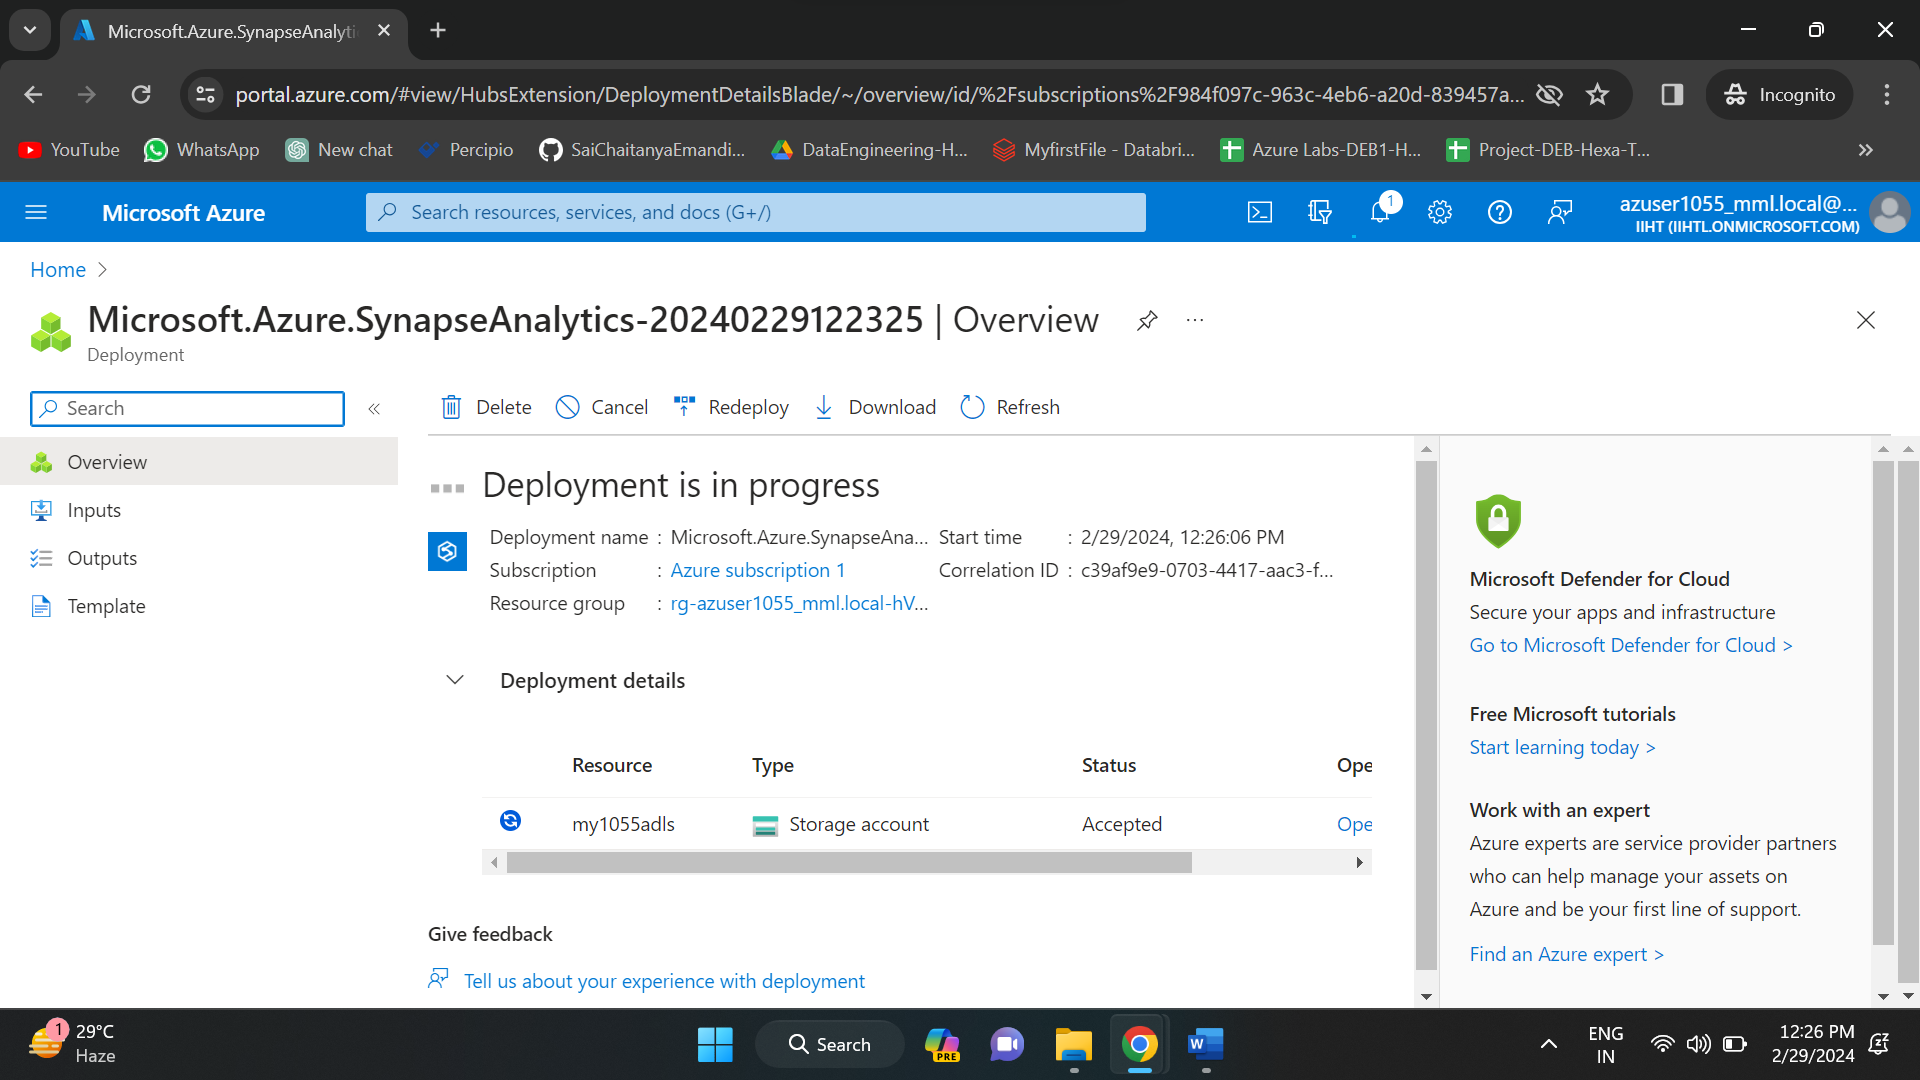 Microsoft.Azure.SynapseAnalyti
portal.azure.com/#view/HubsExtension/DeploymentDetailsBlade/~/overview/id/%2Fsubscriptions%2F984f097c-963c-4eb6-a20d-839457a...
Incognito
YouTube
WhatsApp
New chat
Percipio
SaiChaitanyaEmandi...
DataEngineering-H...
MyfirstFile - Databri...
Azure Labs-DEB1-H...
Project-DEB-Hexa-T...
Microsoft Azure
Search resources, services, and docs (G+/)
1
azuser1055_mml.local@...
IIHT (IIHTL.ONMICROSOFT.COM)
Home
Microsoft.Azure.SynapseAnalytics-20240229122325 | Overview
Deployment
Search
Overview
Inputs
Outputs
Template
Delete
Cancel
Redeploy
Download
Refresh
Deployment is in progress
Deployment name : Microsoft.Azure.SynapseAna...
Subscription : Azure subscription 1
Resource group : rg-azuser1055_mml.local-hV...
Start time : 2/29/2024, 12:26:06 PM
Correlation ID : c39af9e9-0703-4417-aac3-f...
Deployment details
Resource Type Status Ope
my1055adls Storage account Accepted Ope
Give feedback
Tell us about your experience with deployment
Microsoft Defender for Cloud
Secure your apps and infrastructure
Go to Microsoft Defender for Cloud >
Free Microsoft tutorials
Start learning today >
Work with an expert
Azure experts are service provider partners
who can help manage your assets on
Azure and be your first line of support.
Find an Azure expert >
1
29°C
Haze
Search
PRE
W
ENG
IN
12:26 PM
2/29/2024